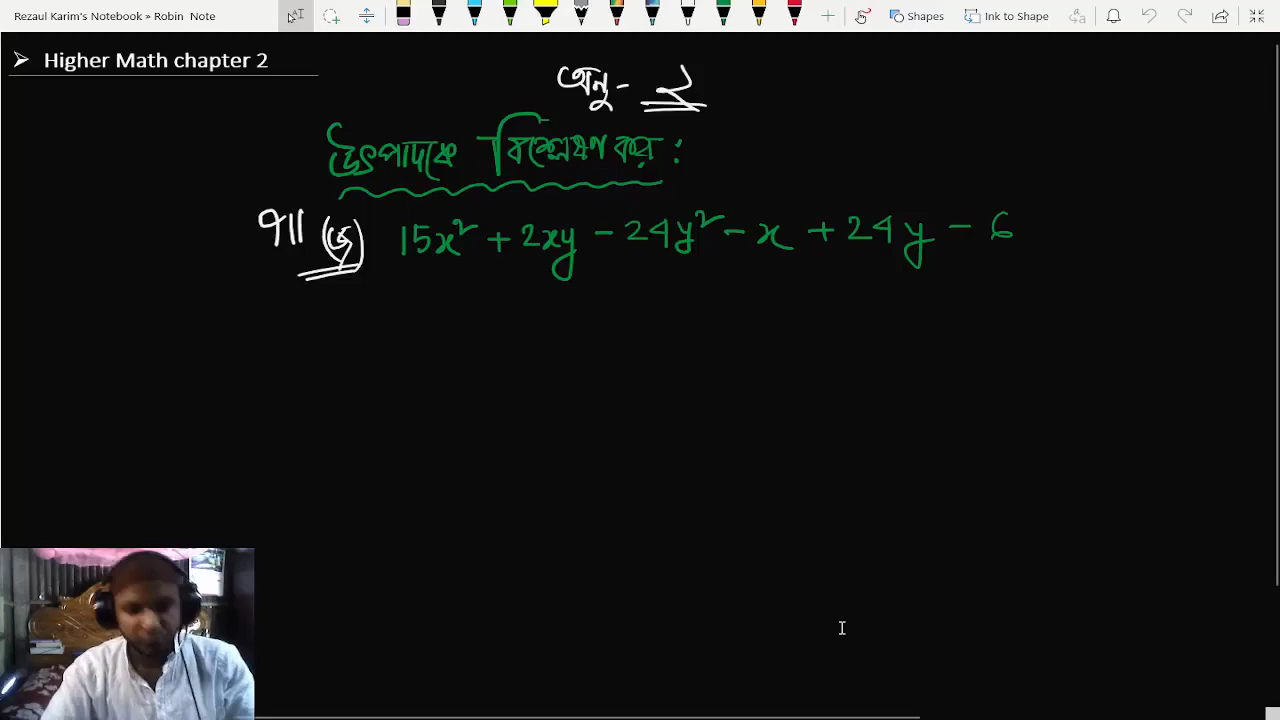 Rezaul Karim's Notebook » Robin Note
Shapes
Ink to Shape
➤ Higher Math chapter 2
অনু - ২
উৎপাদকে বিশ্লেষণ কর :
৭॥ (জ) 15x² + 2xy - 24y² - x + 24y - 6